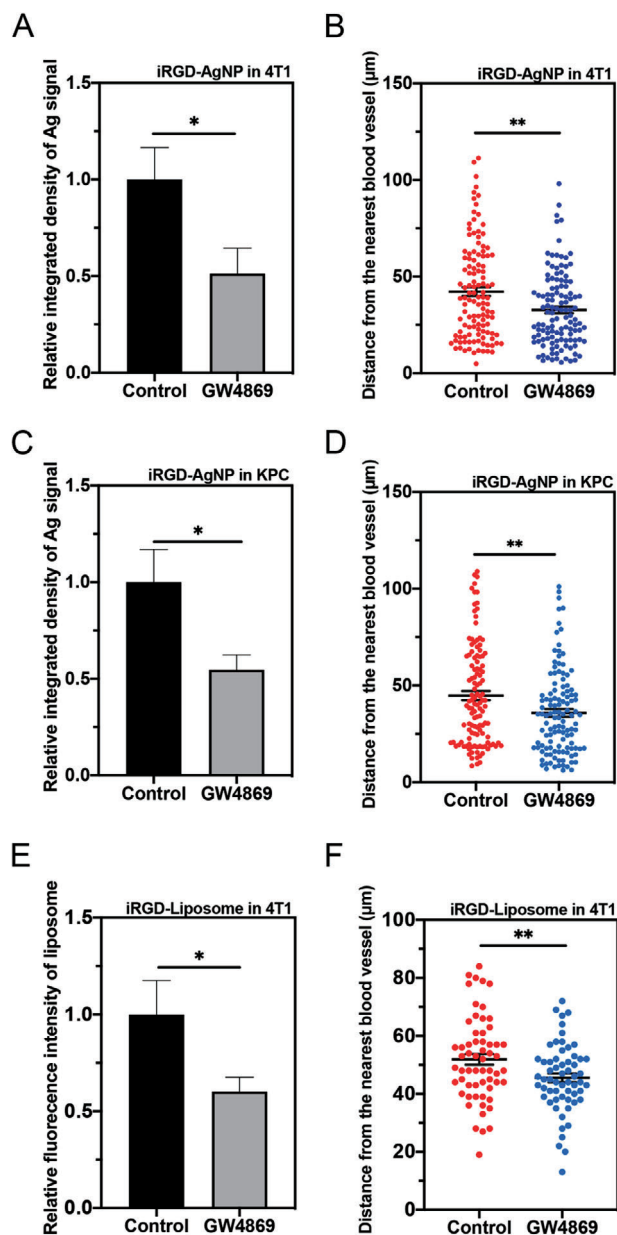 A
iRGD-AgNP in 4T1
Relative integrated density of Ag signal
1.5
1.0
0.5
0.0
*
Control
GW4869
B
iRGD-AgNP in 4T1
Distance from the nearest blood vessel (µm)
150
100
50
0
**
Control
GW4869
C
iRGD-AgNP in KPC
Relative integrated density of Ag signal
1.5
1.0
0.5
0.0
*
Control
GW4869
D
iRGD-AgNP in KPC
Distance from the nearest blood vessel (µm)
150
100
50
0
**
Control
GW4869
E
iRGD-Liposome in 4T1
Relative fluorecence intensity of liposome
1.5
1.0
0.5
0.0
*
Control
GW4869
F
iRGD-Liposome in 4T1
Distance from the nearest blood vessel (µm)
100
80
60
40
20
0
**
Control
GW4869